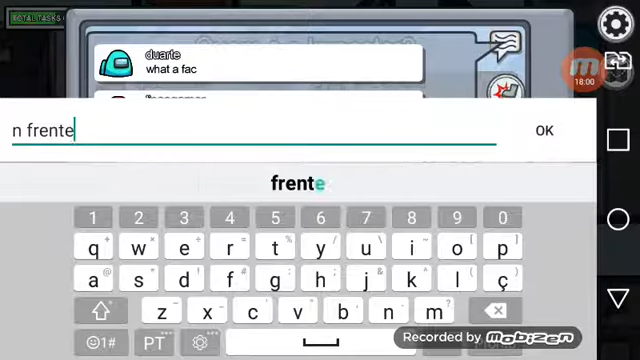 TOTAL TASKS
duarte
what a fac
18:00
n frente
OK
frente
1 2 3 4 5 6 7 8 9 0
q w e r t y u i o p
a s d f g h j k l ç
z x c v b n m
!#1 PT
Recorded by Mobizen